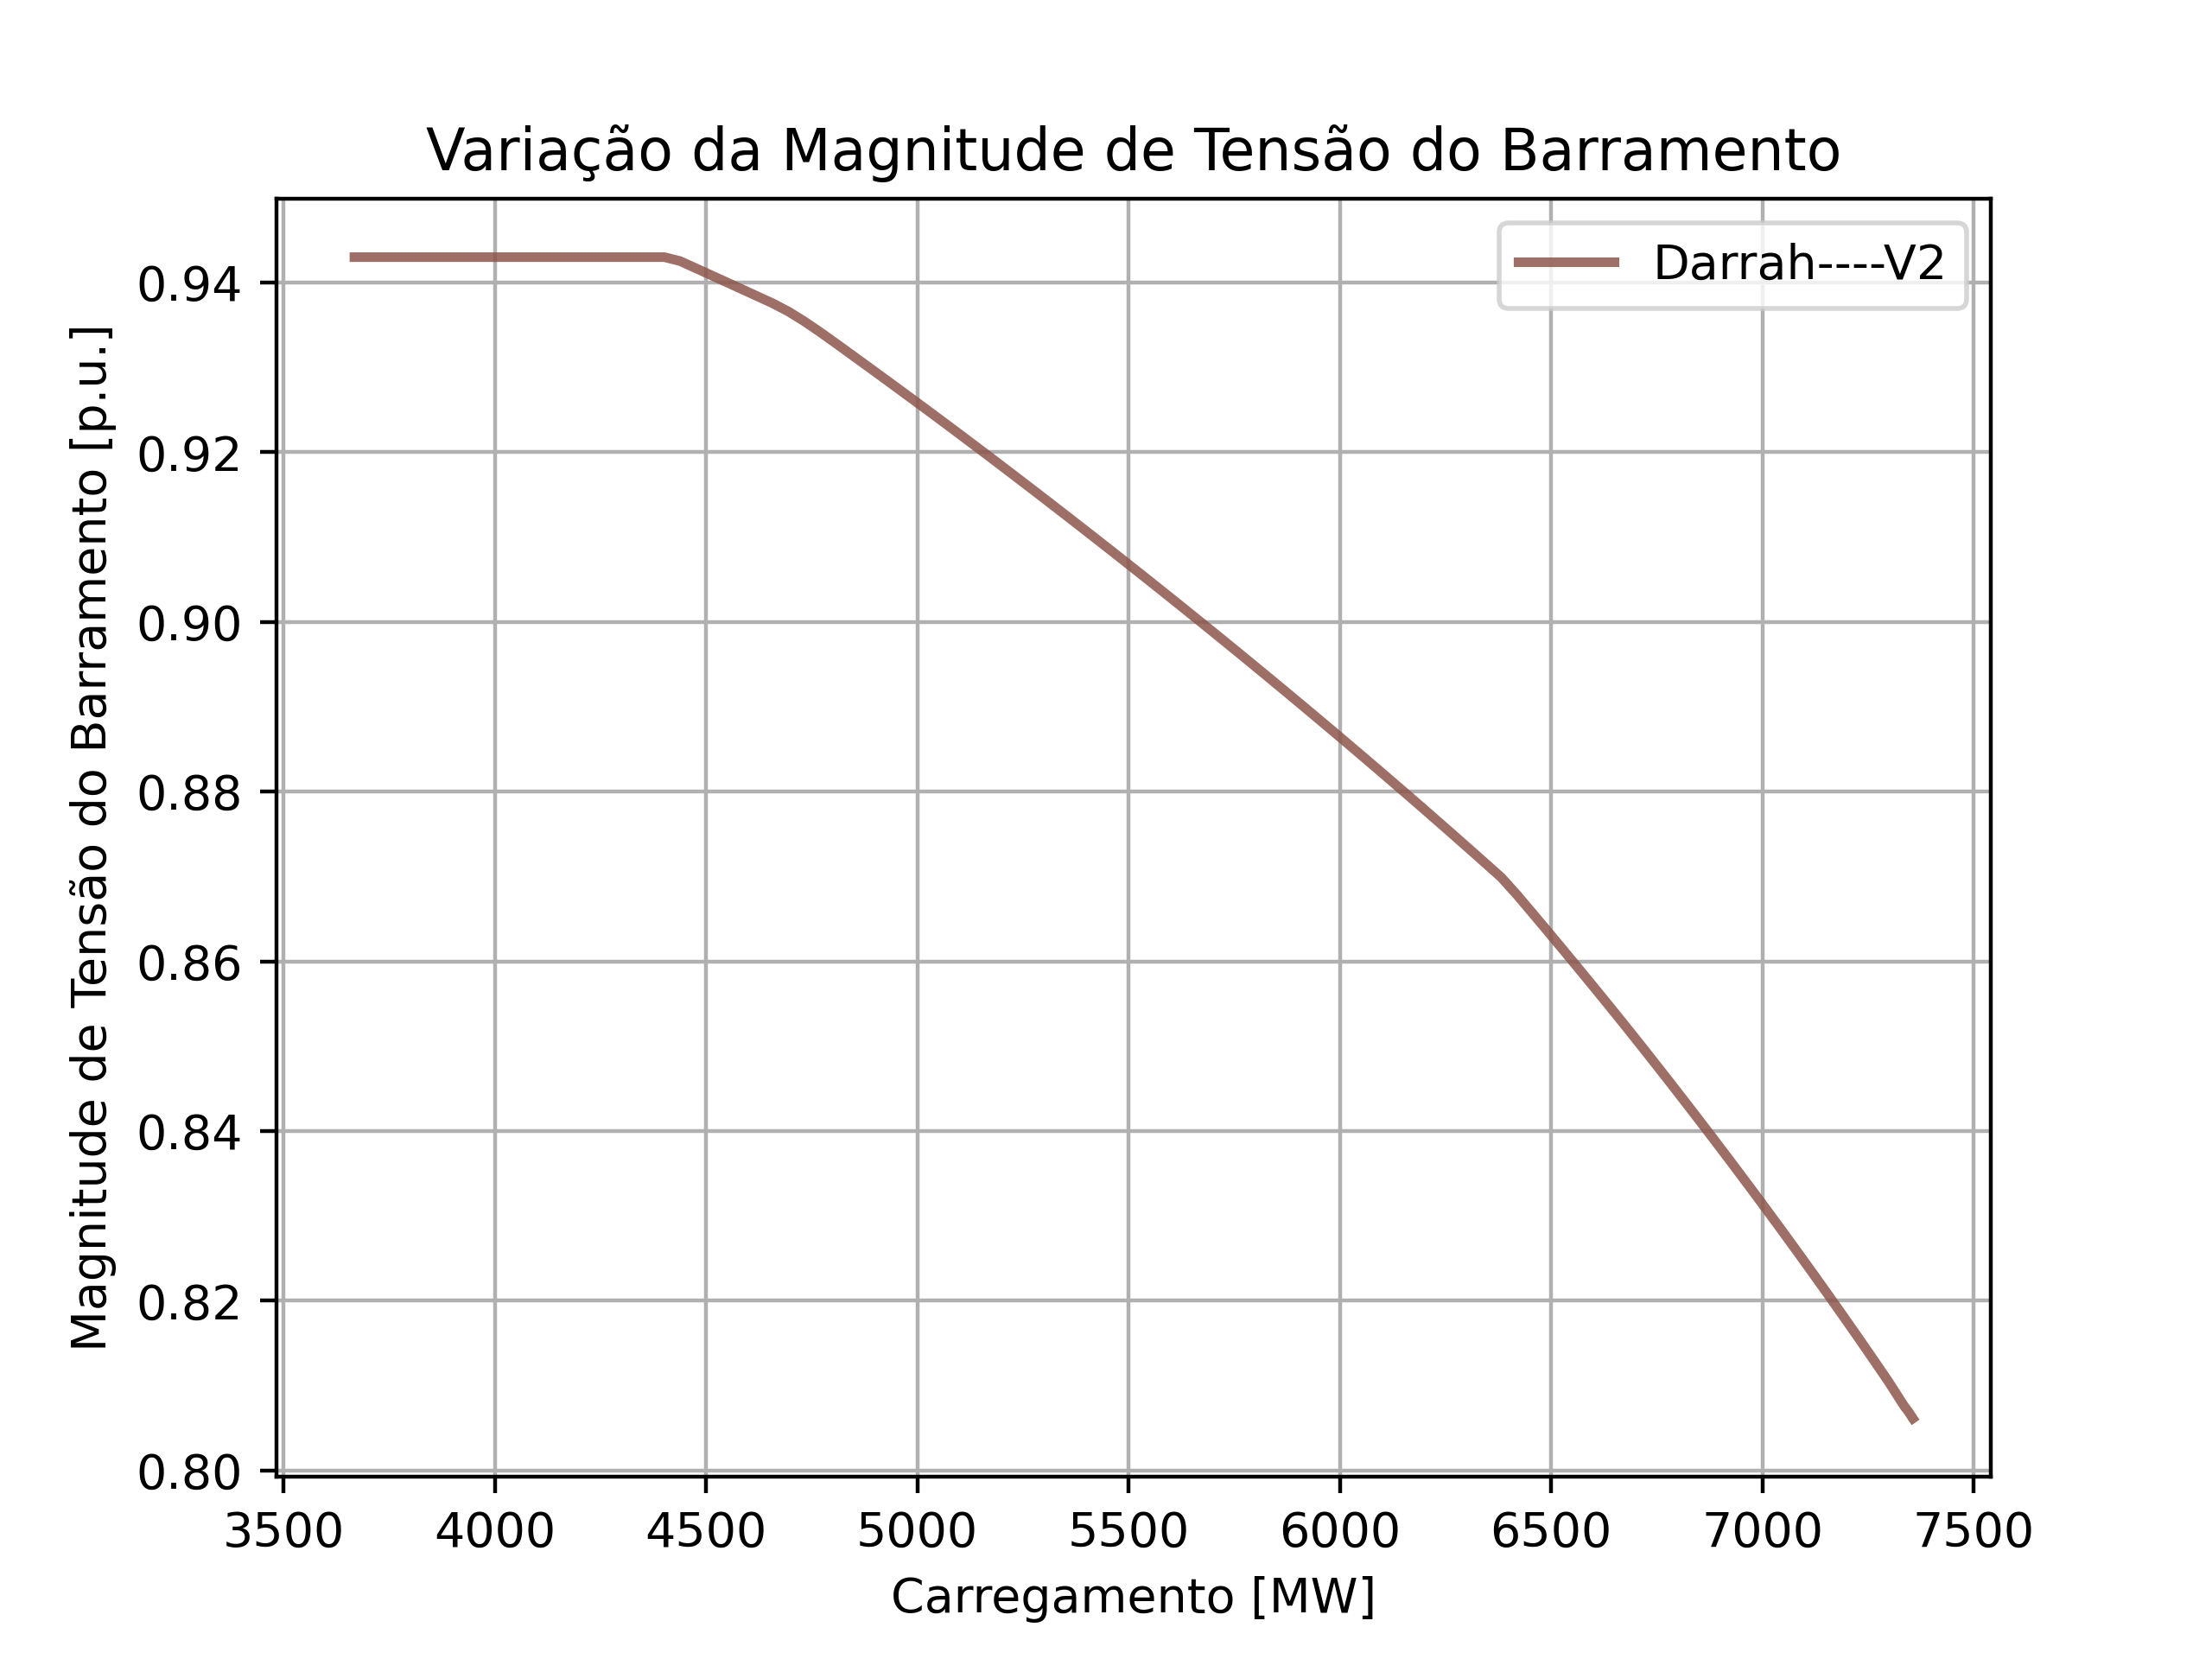 Variação da Magnitude de Tensão do Barramento
Darrah----V2
Magnitude de Tensão do Barramento [p.u.]
0.94
0.92
0.90
0.88
0.86
0.84
0.82
0.80
3500 4000 4500 5000 5500 6000 6500 7000 7500
Carregamento [MW]